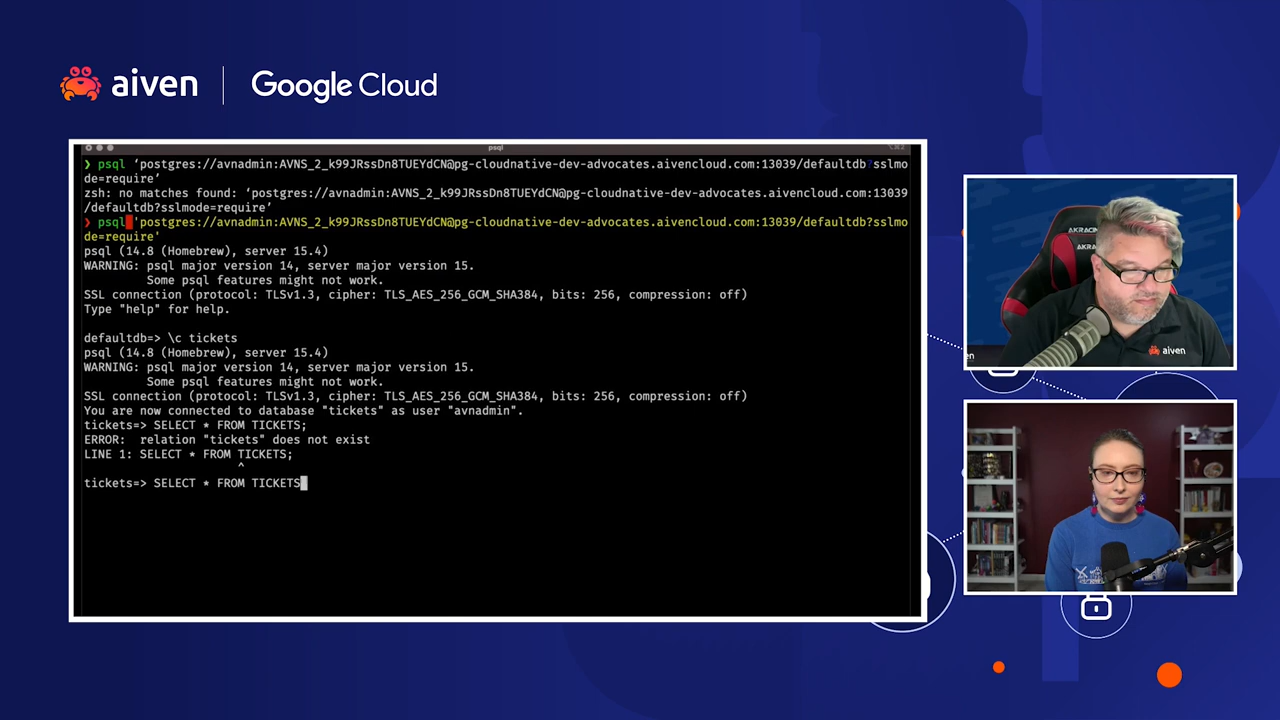 aiven
Google Cloud
psql
❯ psql ‘postgres://avnadmin:AVNS_2_k99JRssDn8TUEYdCN@pg-cloudnative-dev-advocates.aivencloud.com:13039/defaultdb?sslmo
de=require’
zsh: no matches found: ‘postgres://avnadmin:AVNS_2_k99JRssDn8TUEYdCN@pg-cloudnative-dev-advocates.aivencloud.com:13039
/defaultdb?sslmode=require’
❯ psql 'postgres://avnadmin:AVNS_2_k99JRssDn8TUEYdCN@pg-cloudnative-dev-advocates.aivencloud.com:13039/defaultdb?sslmo
de=require'
psql (14.8 (Homebrew), server 15.4)
WARNING: psql major version 14, server major version 15.
Some psql features might not work.
SSL connection (protocol: TLSv1.3, cipher: TLS_AES_256_GCM_SHA384, bits: 256, compression: off)
Type "help" for help.
defaultdb=> \c tickets
psql (14.8 (Homebrew), server 15.4)
WARNING: psql major version 14, server major version 15.
Some psql features might not work.
SSL connection (protocol: TLSv1.3, cipher: TLS_AES_256_GCM_SHA384, bits: 256, compression: off)
You are now connected to database "tickets" as user "avnadmin".
tickets=> SELECT * FROM TICKETS;
ERROR: relation "tickets" does not exist
LINE 1: SELECT * FROM TICKETS;
^
tickets=> SELECT * FROM TICKETS
AKRACING
AKRA
aiven
en